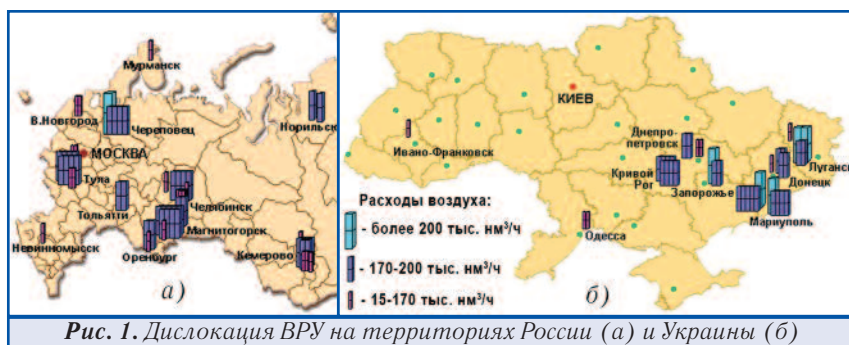 Мурманск
В.Новгород
Череповец
Норильск
МОСКВА
Тула
Тольятти
Челябинск
Магнитогорск
Невинномысск
Оренбург
Кемерово
а)
КИЕВ
Ивано-Франковск
Днепро-
петровск
Кривой
Рог
Запорожье
Луганск
Донецк
Мариуполь
Одесса
Расходы воздуха:
- более 200 тыс. нм³/ч
- 170-200 тыс. нм³/ч
- 15-170 тыс. нм³/ч
б)
Рис. 1. Дислокация ВРУ на территориях России (а) и Украины (б)